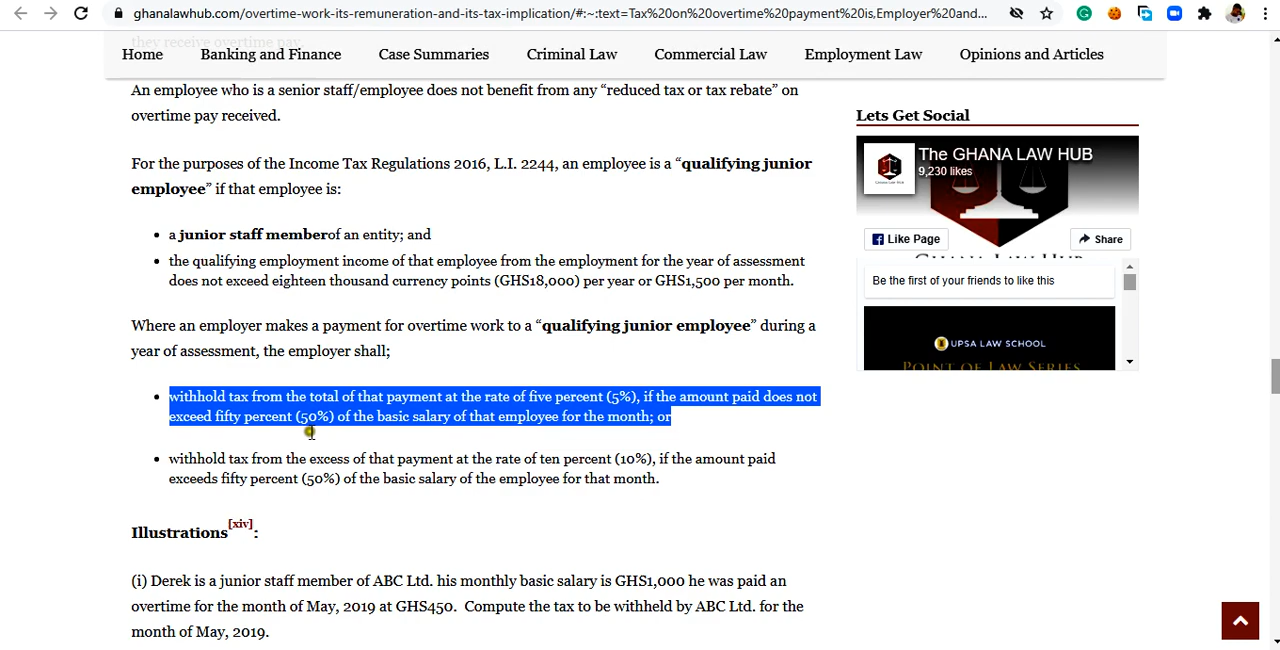 ghanalawhub.com/overtime-work-its-remuneration-and-its-tax-implication/#:~:text=Tax%20on%20overtime%20payment%20is,Employer%20and...
they receive overtime pay.
Home Banking and Finance Case Summaries Criminal Law Commercial Law Employment Law Opinions and Articles
An employee who is a senior staff/employee does not benefit from any “reduced tax or tax rebate” on
overtime pay received.
For the purposes of the Income Tax Regulations 2016, L.I. 2244, an employee is a “qualifying junior
employee” if that employee is:
• a junior staff memberof an entity; and
• the qualifying employment income of that employee from the employment for the year of assessment
does not exceed eighteen thousand currency points (GHS18,000) per year or GHS1,500 per month.
Where an employer makes a payment for overtime work to a “qualifying junior employee” during a
year of assessment, the employer shall;
• withhold tax from the total of that payment at the rate of five percent (5%), if the amount paid does not
exceed fifty percent (50%) of the basic salary of that employee for the month; or
• withhold tax from the excess of that payment at the rate of ten percent (10%), if the amount paid
exceeds fifty percent (50%) of the basic salary of the employee for that month.
Illustrations[xiv]:
(i) Derek is a junior staff member of ABC Ltd. his monthly basic salary is GHS1,000 he was paid an
overtime for the month of May, 2019 at GHS450. Compute the tax to be withheld by ABC Ltd. for the
month of May, 2019.
Lets Get Social
The GHANA LAW HUB
9,230 likes
GHANA LAW HUB
Like Page Share
Be the first of your friends to like this
UPSA LAW SCHOOL
POINT OF LAW SERIES